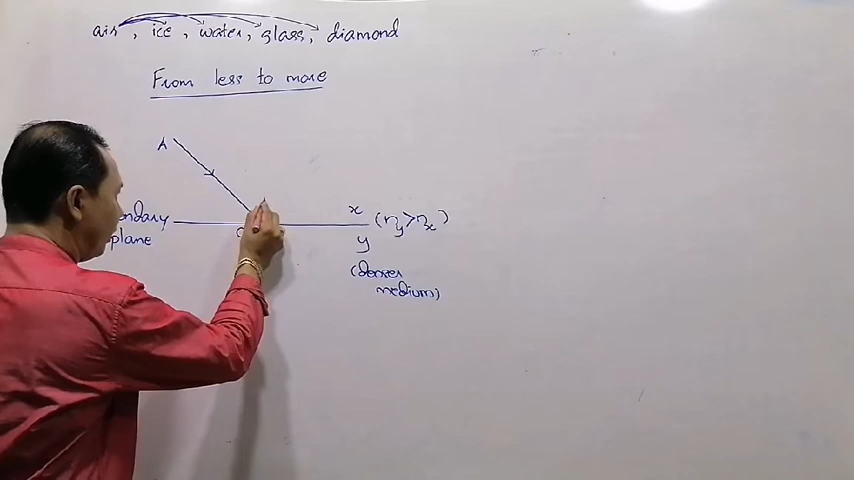 air , ice , water, glass, diamond
From less to more
A
x (ny>nx)
plane
y
(denser
medium)